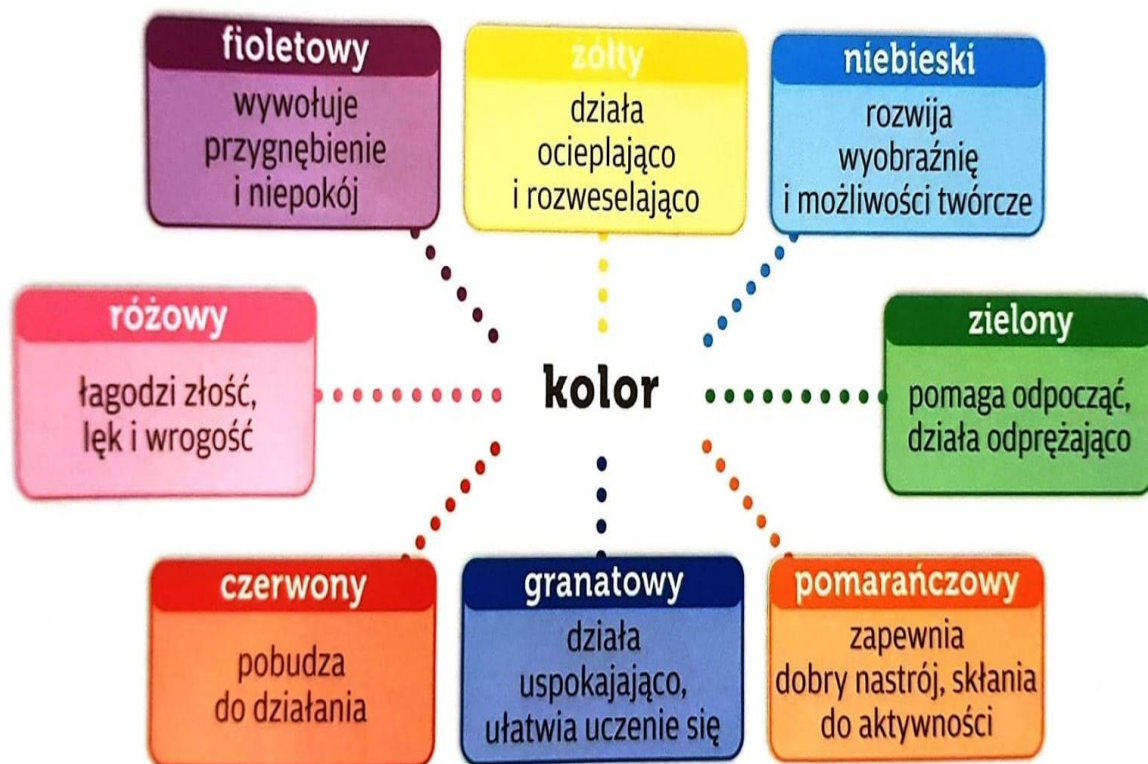 fioletowy
wywołuje
przygnębienie
i niepokój
żółty
działa
ocieplająco
i rozweselająco
niebieski
rozwija
wyobraźnię
i możliwości twórcze
różowy
łagodzi złość,
lęk i wrogość
kolor
zielony
pomaga odpocząć,
działa odprężająco
czerwony
pobudza
do działania
granatowy
działa
uspokajająco,
ułatwia uczenie się
pomarańczowy
zapewnia
dobry nastrój, skłania
do aktywności